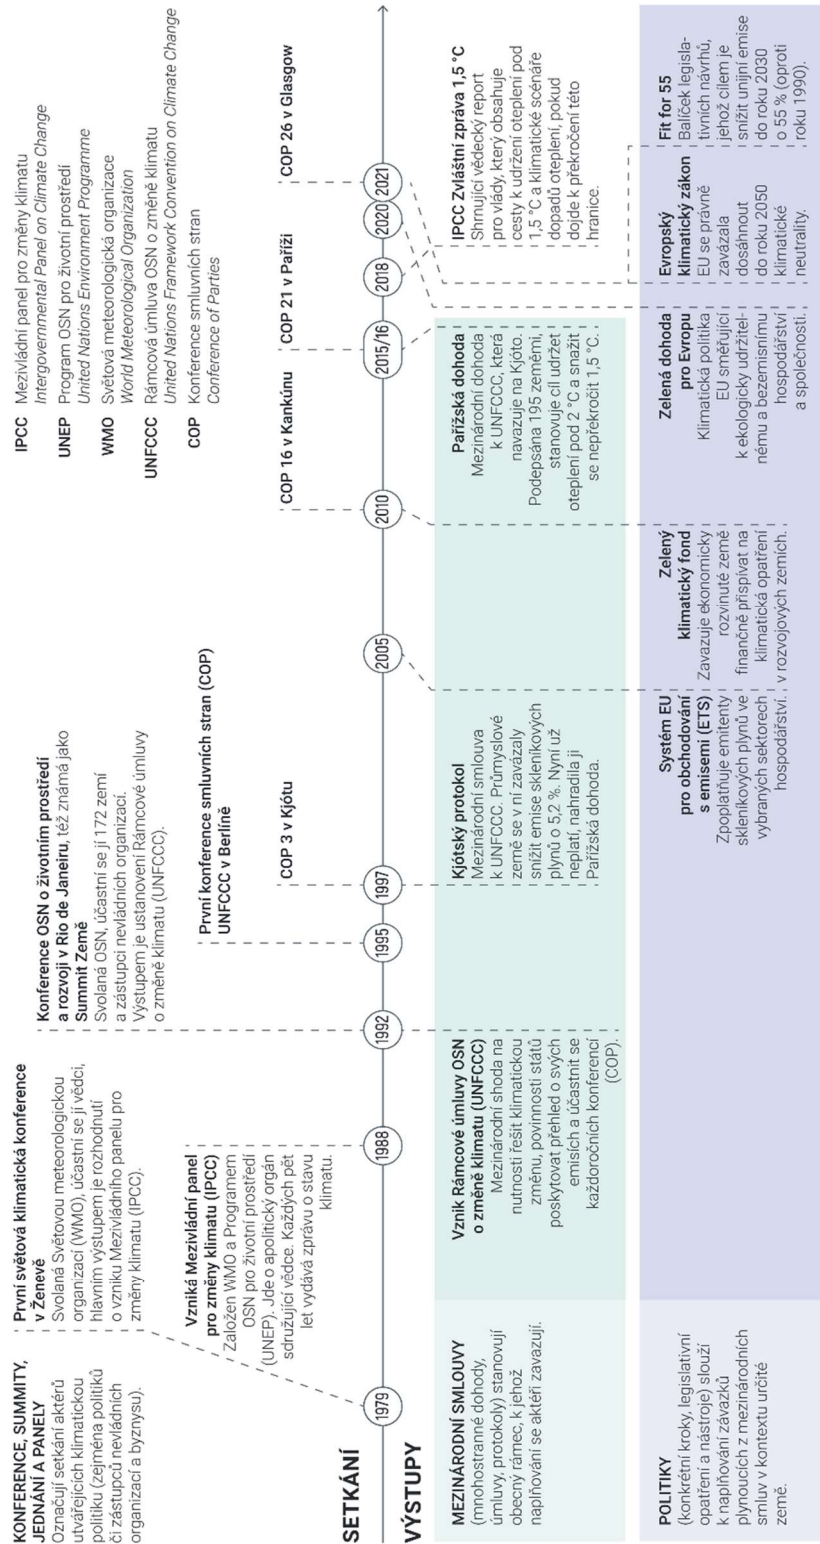 KONFERENCE, SUMMITY,
JEDNÁNÍ A PANELY
Označují setkání aktérů
utvářejících klimatickou
politiku (zejména politiků
či zástupců nevládních
organizací a byznysu).
První světová klimatická konference
v Ženevě
Svolaná Světovou meteorologickou
organizací (WMO), účastní se jí vědci,
hlavním výstupem je rozhodnutí
o vzniku Mezivládního panelu pro
změny klimatu (IPCC).
Vzniká Mezivládní panel
pro změny klimatu (IPCC)
Založen WMO a Programem
OSN pro životní prostředí
(UNEP). Jde o apolitický orgán
sdružující vědce. Každých pět
let vydává zprávu o stavu
klimatu.
Konference OSN o životním prostředí
a rozvoji v Rio de Janeiru, též známá jako
Summit Země
Svolaná OSN, účastní se jí 172 zemí
a zástupci nevládních organizací.
Výstupem je ustanovení Rámcové úmluvy
o změně klimatu (UNFCCC).
První konference smluvních stran (COP)
UNFCCC v Berlíně
COP 3 v Kjótu
IPCC Mezivládní panel pro změny klimatu
Intergovernmental Panel on Climate Change
UNEP Program OSN pro životní prostředí
United Nations Environment Programme
WMO Světová meteorologická organizace
World Meteorological Organization
UNFCCC Rámcová úmluva OSN o změně klimatu
United Nations Framework Convention on Climate Change
COP Konference smluvních stran
Conference of Parties
COP 16 v Kankúnu
COP 21 v Paříži
COP 26 v Glasgow
SETKÁNÍ
1979
1988
1992
1995
1997
2005
2010
2015/16
2018
2020
2021
VÝSTUPY
MEZINÁRODNÍ SMLOUVY
(mnohostranné dohody,
úmluvy, protokoly) stanovují
obecný rámec, k jehož
naplňování se aktéři zavazují.
Vznik Rámcové úmluvy OSN
o změně klimatu (UNFCCC)
Mezinárodní shoda na
nutnosti řešit klimatickou
změnu, povinnosti států
poskytovat přehled o svých
emisích a účastnit se
každoročních konferencí
(COP).
Kjótský protokol
Mezinárodní smlouva
k UNFCCC. Průmyslové
země se v ní zavázaly
snížit emise skleníkových
plynů o 5,2 %. Nyní už
neplatí, nahradila ji
Pařížská dohoda.
Pařížská dohoda
Mezinárodní dohoda
k UNFCCC, která
navazuje na Kjóto.
Podepsána 195 zeměmi,
stanovuje cíl udržet
oteplení pod 2 °C a snažit
se nepřekročit 1,5 °C.
IPCC Zvláštní zpráva 1,5 °C
Shrnující vědecký report
pro vlády, který obsahuje
cesty k udržení oteplení pod
1,5 °C a klimatické scénáře
dopadů oteplení, pokud
dojde k překročení této
hranice.
POLITIKY
(konkrétní kroky, legislativní
opatření a nástroje) slouží
k naplňování závazků
plynoucích z mezinárodních
smluv v kontextu určité
země.
Systém EU
pro obchodování
s emisemi (ETS)
Zpoplatňuje emitenty
skleníkových plynů ve
vybraných sektorech
hospodářství.
Zelený
klimatický fond
Zavazuje ekonomicky
rozvinuté země
finančně přispívat na
klimatická opatření
v rozvojových zemích.
Zelená dohoda
pro Evropu
Klimatická politika
EU směřující
k ekologicky udržitel-
nému a bezemisnímu
hospodářství
a společnosti.
Evropský
klimatický zákon
EU se právně
zavázala
dosáhnout
do roku 2050
klimatické
neutrality.
Fit for 55
Balíček legisla-
tivních návrhů,
jehož cílem je
snížit unijní emise
do roku 2030
o 55 % (oproti
roku 1990).